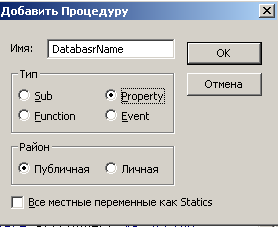 Добавить Процедуру
Имя: DatabasrName
OK
Тип
Отмена
Sub
Property
Function
Event
Район
Публичная
Личная
Все местные переменные как Statics